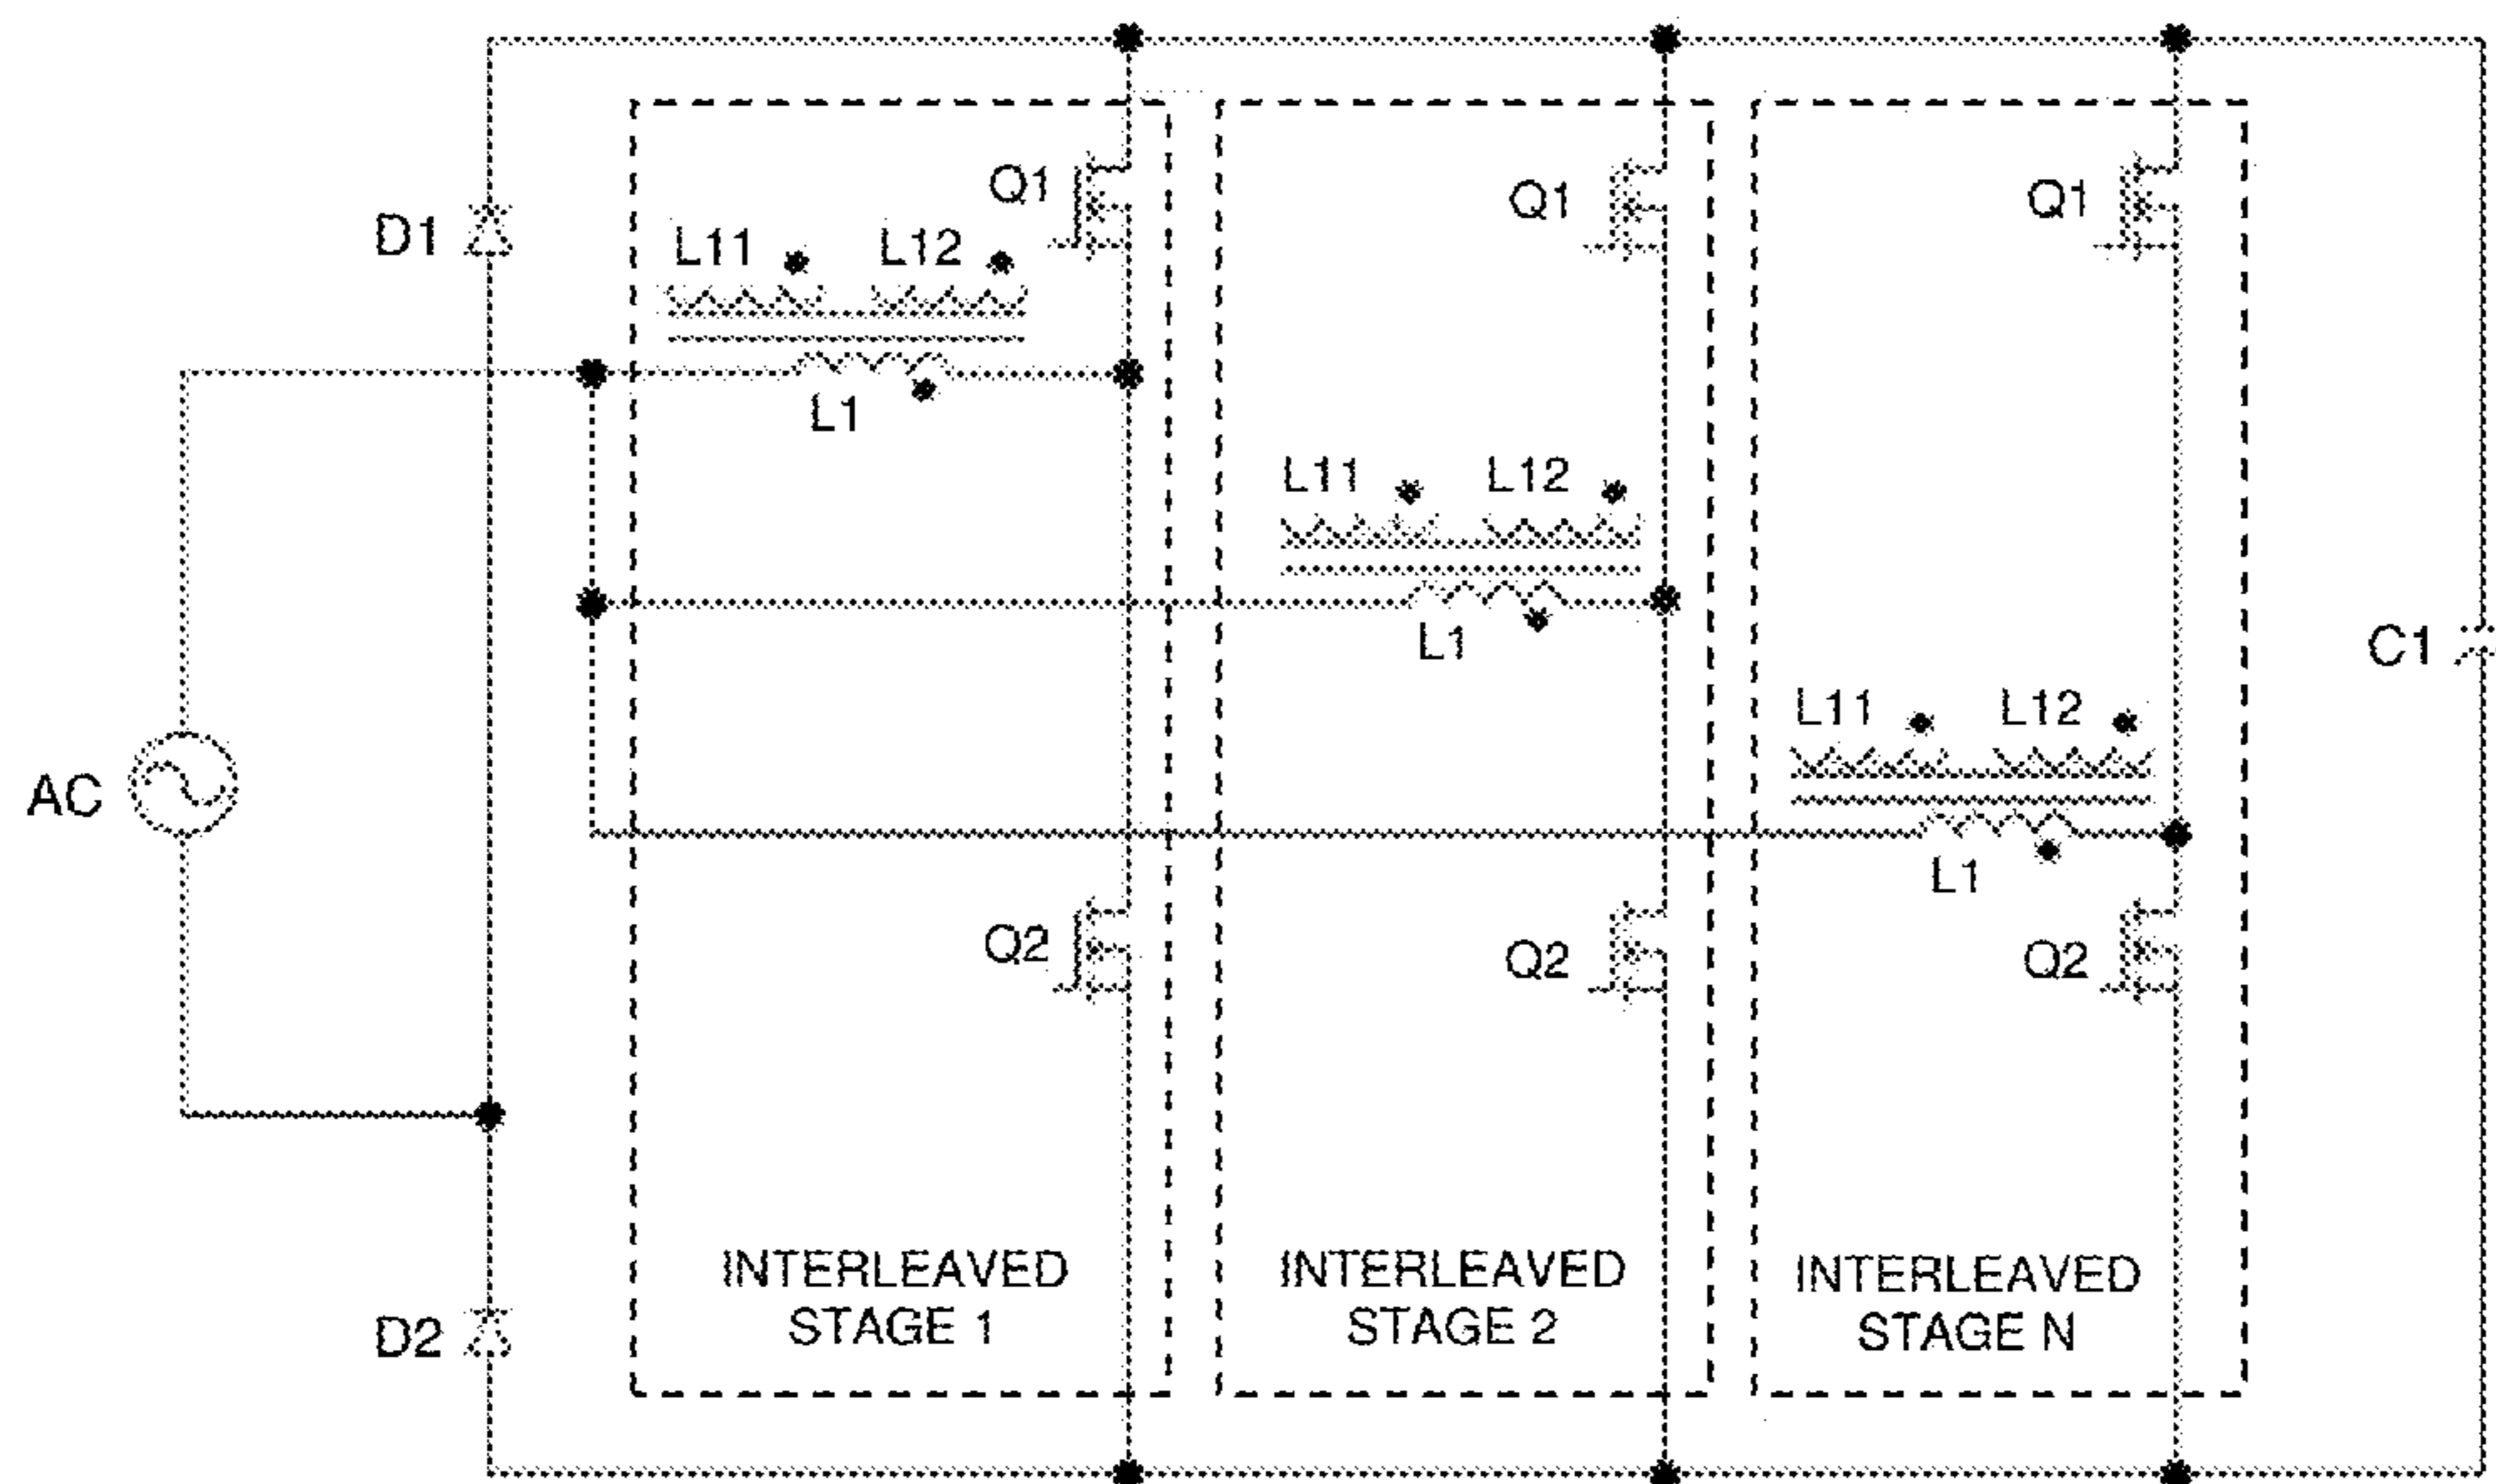 Q1
Q1
Q1
D1
L11
L12
L1
L11
L12
L1
C1
L11
L12
AC
L1
Q2
Q2
Q2
INTERLEAVED
STAGE 1
INTERLEAVED
STAGE 2
INTERLEAVED
STAGE N
D2